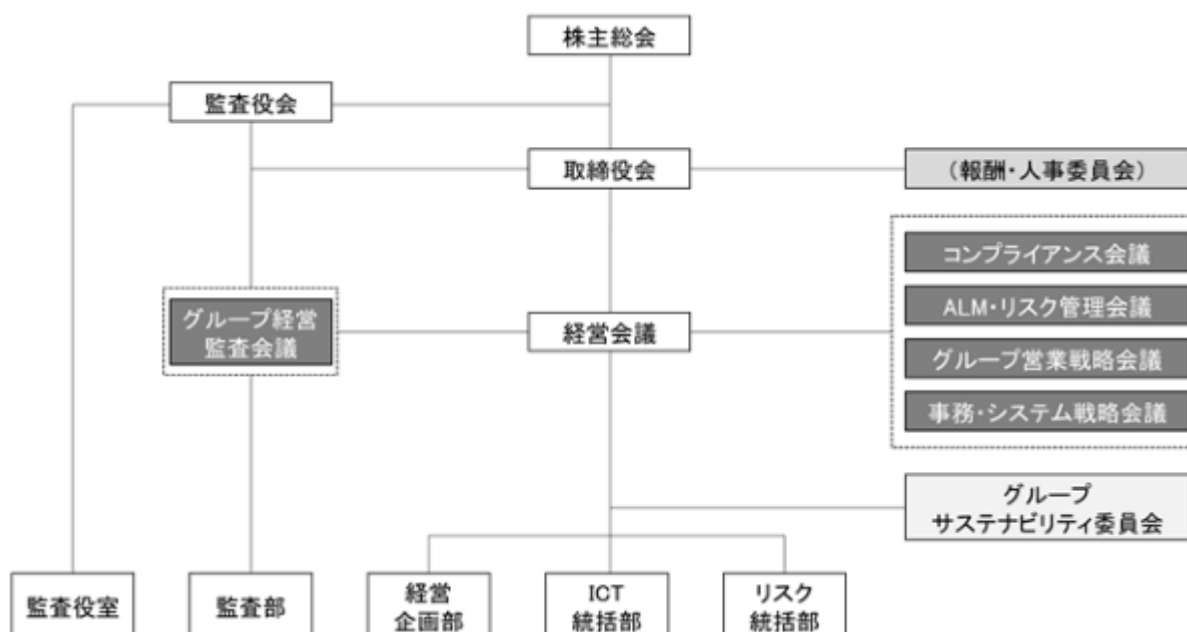 株主総会
監査役会
取締役会
（報酬・人事委員会）
コンプライアンス会議
ALM・リスク管理会議
グループ営業戦略会議
事務・システム戦略会議
グループ経営
監査会議
経営会議
グループ
サステナビリティ委員会
監査役室
監査部
経営
企画部
ICT
統括部
リスク
統括部